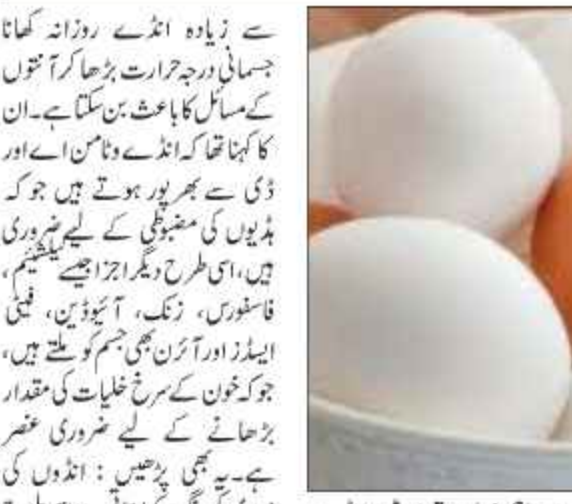 سے زیادہ انڈے روزانہ کھانا
جسمانی درجہ حرارت بڑھا کر آنتوں
کے مسائل کا باعث بن سکتا ہے۔ ان
کا کہنا تھا کہ انڈے وٹامن اے اور
ڈی سے بھر پور ہوتے ہیں جو کہ
ہڈیوں کی مضبوطی کے لیے ضروری
ہیں، اسی طرح دیگر اجزا جیسے کیلشیئم،
فاسفورس، زنک، آئیوڈین، فیٹی
ایسڈز اور آئرن بھی جسم کو ملتے ہیں،
جو کہ خون کے سرخ خلیات کی مقدار
بڑھانے کے لیے ضروری عنصر
ہے۔ یہ بھی پڑھیں : انڈوں کی